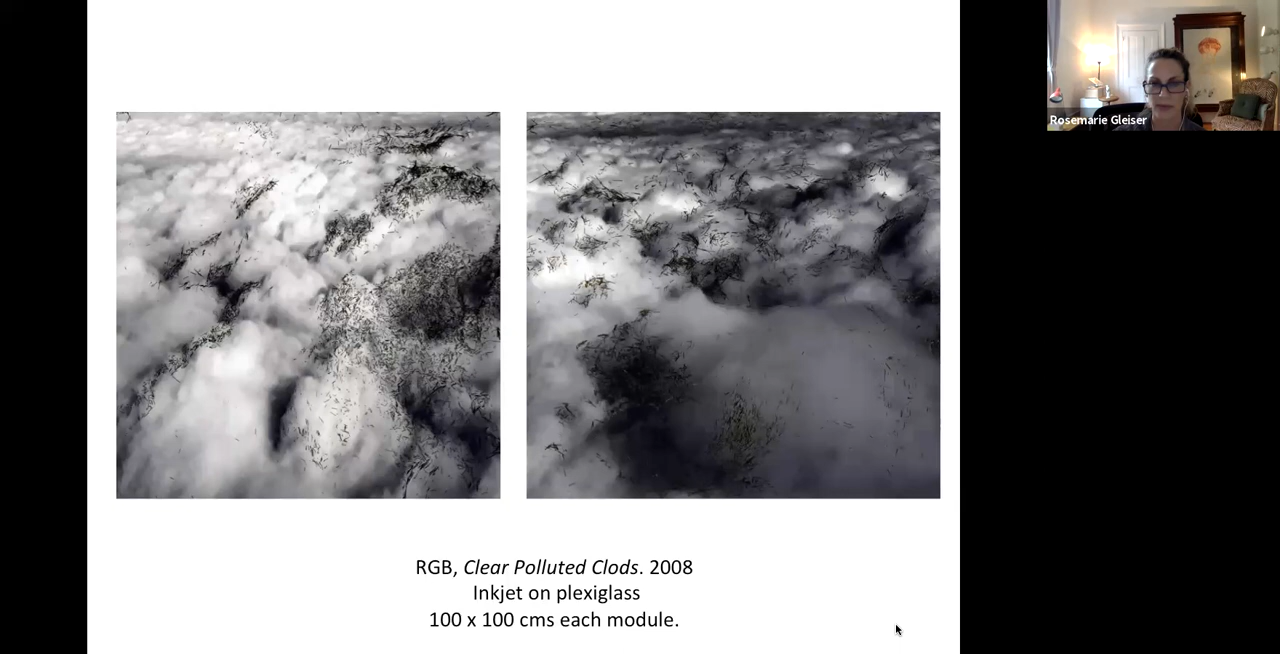 Rosemarie Gleiser
RGB, Clear Polluted Clods. 2008
Inkjet on plexiglass
100 x 100 cms each module.